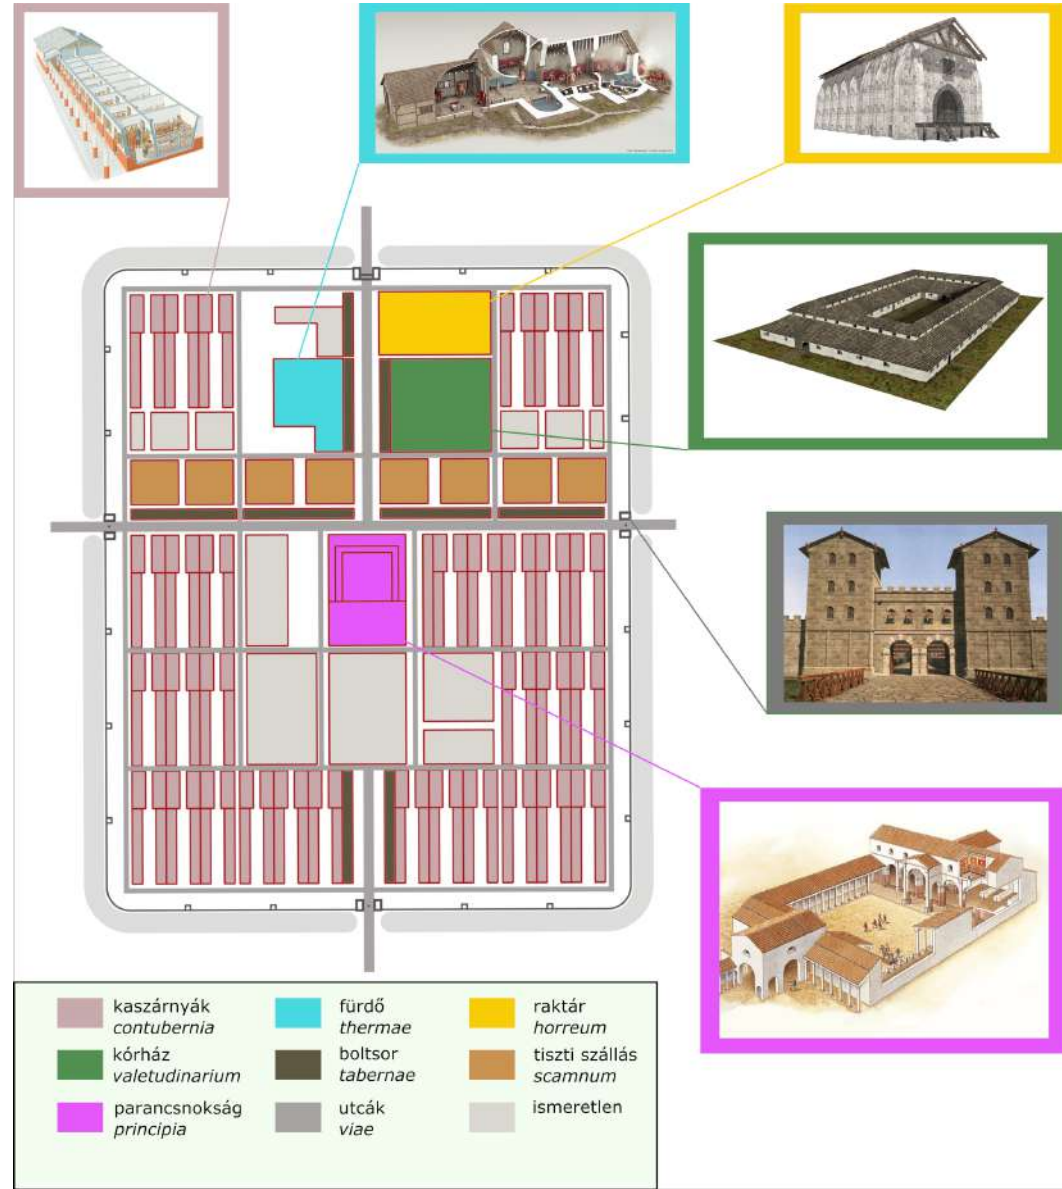 kaszárnyák
contubernia
fürdő
thermae
raktár
horreum
kórház
valetudinarium
boltsor
tabernae
tiszti szállás
scamnum
parancsnokság
principia
utcák
viae
ismeretlen